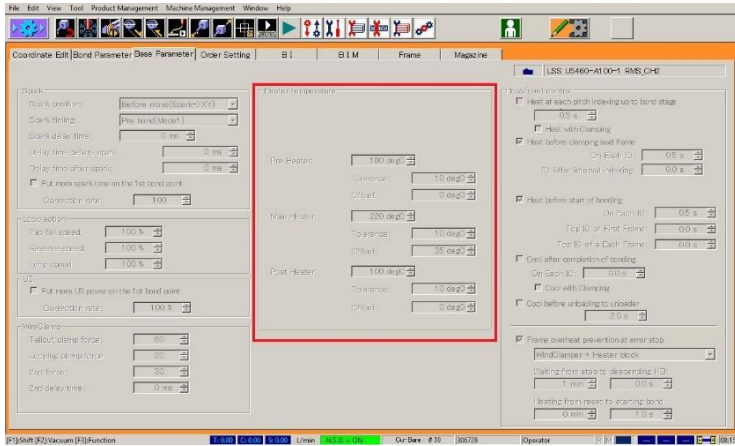 File Edit View Tool Product Management Machine Management Window Help
Coordinate Edit Bond Parameter Base Parameter Order Setting B I B I M Frame Magazine
LSS U5460-A100-1 RMS_CH2
Spark
Spark position: Before move(Spark->XY)
Spark timing: Pre bond(Mode1)
Spark delay time 0 ms
Delay time before spark: 0 ms
Delay time after spark: 0 ms
Put more spark time on the 1st bond point
Correction rate: 100
Loop action
Fast fall speed: 100 %
Reverse speed: 100 %
Loop speed: 100 %
US
Put more US power on the 1st bond point
Correction rate: 100 %
WireClamp
Tailcut clamp force: 60
Looping clamp force: 20
2nd force: 30
2nd delay time: 0 ms
Heater temperature
Pre Heater: 180 degC
Tolerance: 10 degC
Offset: 0 degC
Main Heater: 220 degC
Tolerance: 10 degC
Offset: 35 degC
Post Heater: 100 degC
Tolerance: 10 degC
Offset: 0 degC
Heat/cool control
Heat at each pitch indexing up to bond stage
0.5 s
Heat with Clamping
Heat before clamping lead frame
On Each IC: 0.5 s
IC After interval indexing: 0.0 s
Heat before start of bonding
On Each IC: 0.5 s
Top IC of First Frame: 0.0 s
Top IC of a Each Frame: 0.0 s
Cool after completion of bonding
On Each IC: 0.0 s
Cool with Clamping
Cool before unloading to unloader
2.0 s
Frame overheat prevention at error stop
WindClamper + Heater block
Waiting from stop to descending HB:
1 min 0.0 s
Heating from reset to starting bond:
0 min 1.0 s
[F1]:Shift [F2]:Vacuum [F3]:Function T: 0.00 C: 0.00 S: 0.00 L/min N.S.D. = ON Cu-Bare : Φ 30 306728 Operator R M 08:15